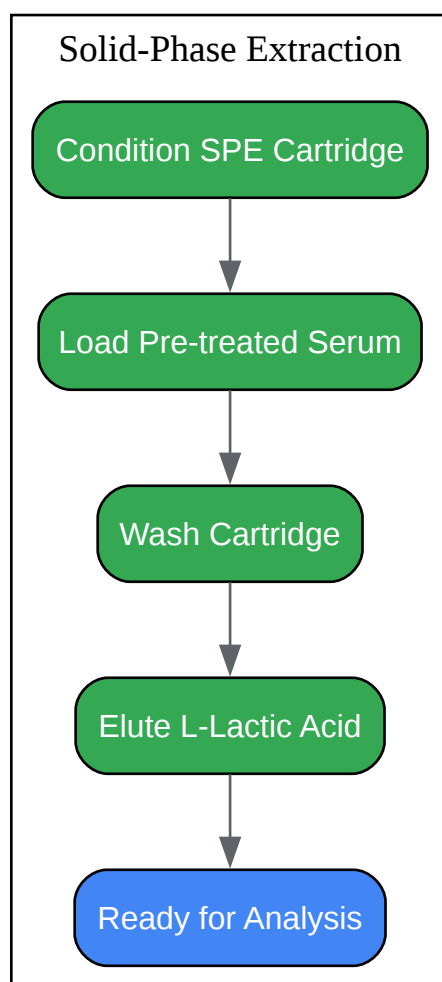 Solid-Phase Extraction
Condition SPE Cartridge
Load Pre-treated Serum
Wash Cartridge
Elute L-Lactic Acid
Ready for Analysis